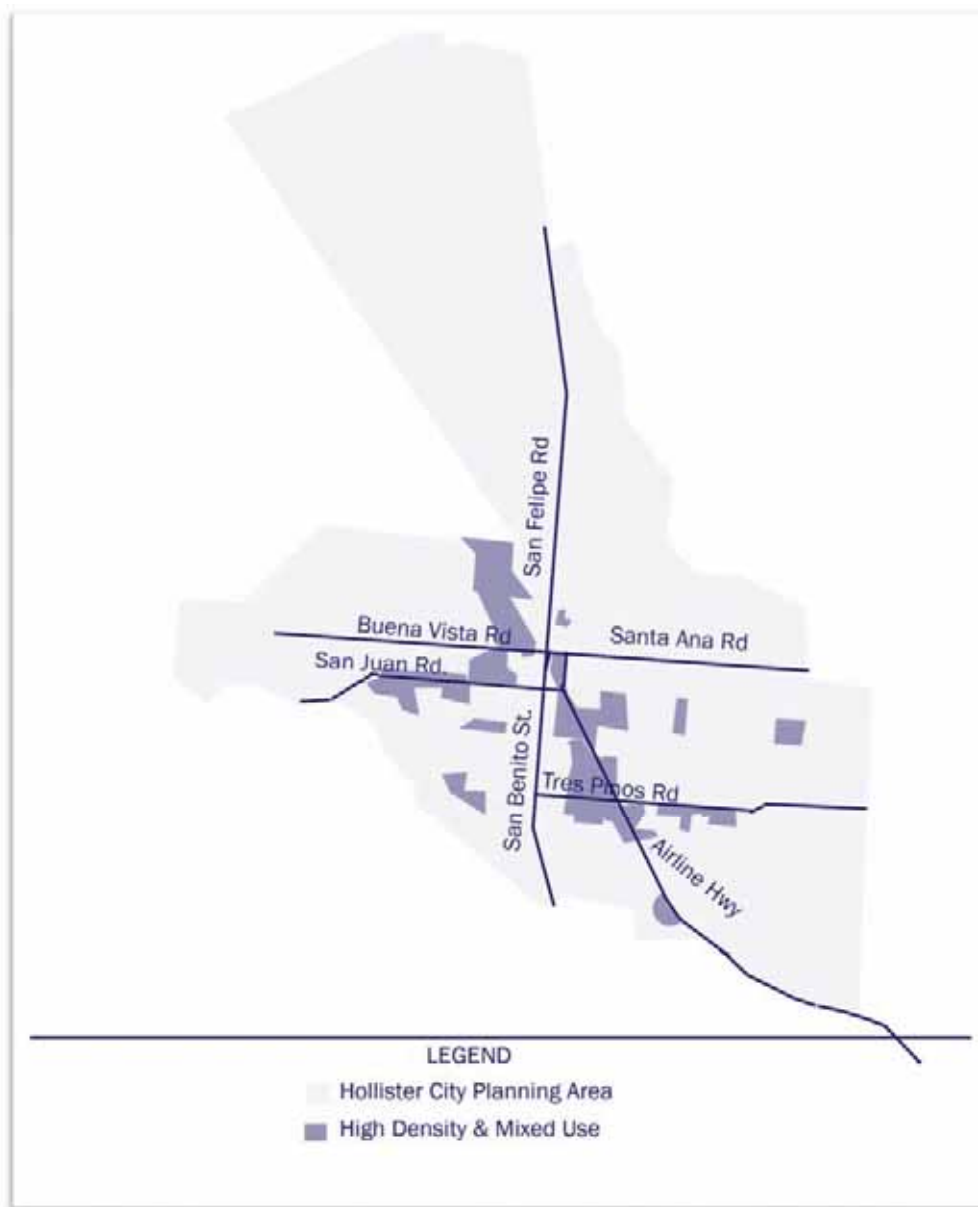 San Felipe Rd
Buena Vista Rd
Santa Ana Rd
San Juan Rd.
San Benito St.
Tres Pinos Rd
Airline Hwy
LEGEND
Hollister City Planning Area
High Density & Mixed Use